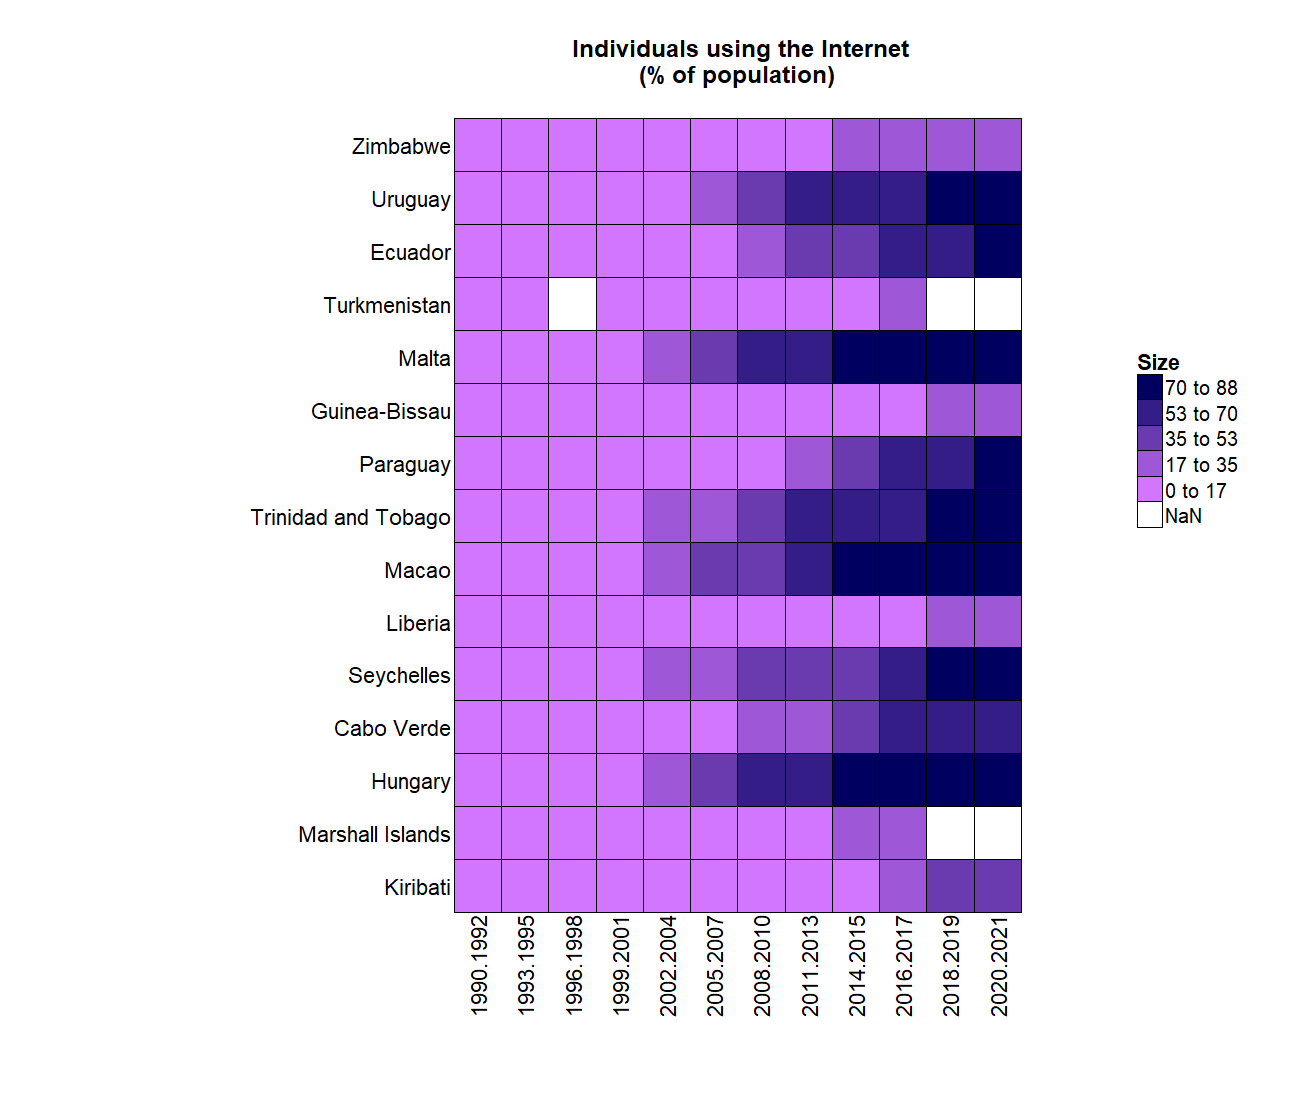 Individuals using the Internet
(% of population)
Zimbabwe
Uruguay
Ecuador
Turkmenistan
Malta
Guinea-Bissau
Paraguay
Trinidad and Tobago
Macao
Liberia
Seychelles
Cabo Verde
Hungary
Marshall Islands
Kiribati
1990.1992
1993.1995
1996.1998
1999.2001
2002.2004
2005.2007
2008.2010
2011.2013
2014.2015
2016.2017
2018.2019
2020.2021
Size
70 to 88
53 to 70
35 to 53
17 to 35
0 to 17
NaN